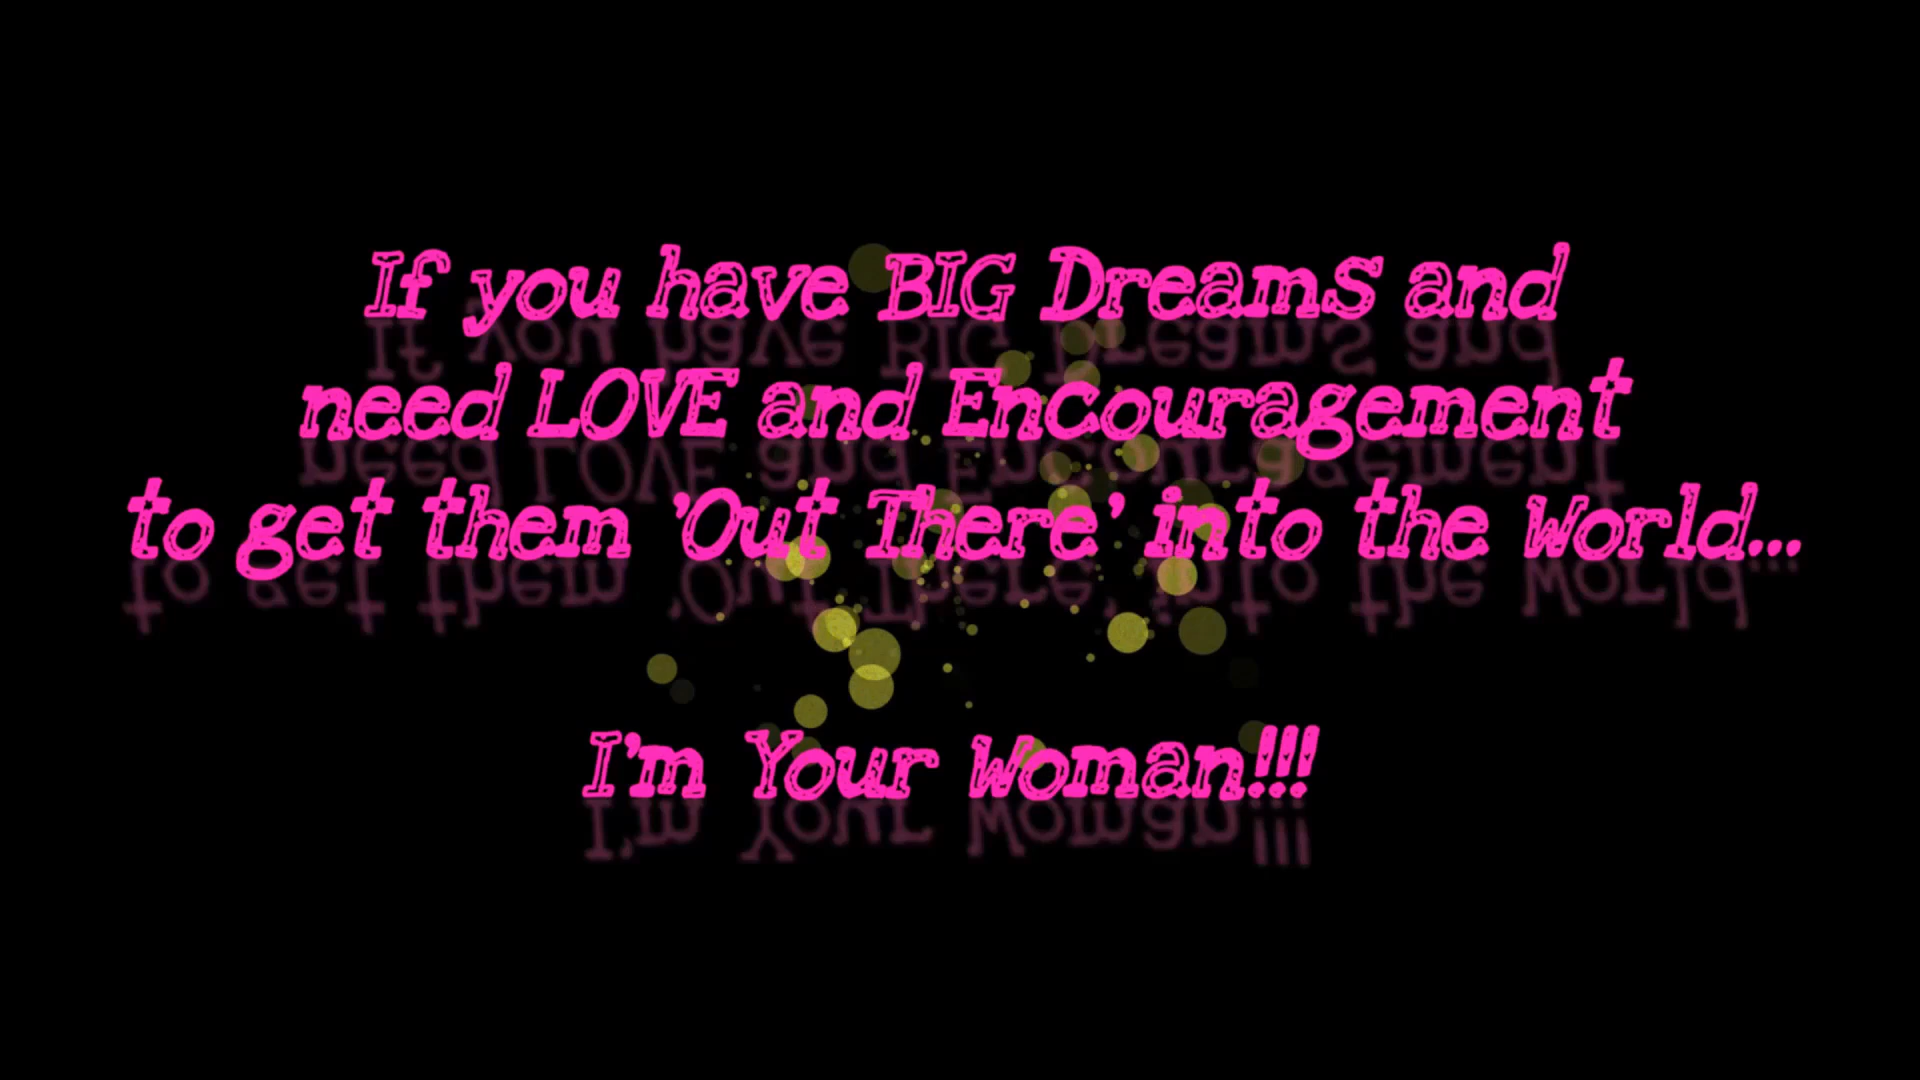 If you have BIG Dreams and
need LOVE and Encouragement
to get them 'Out There' into the World...
I'm Your Woman!!!